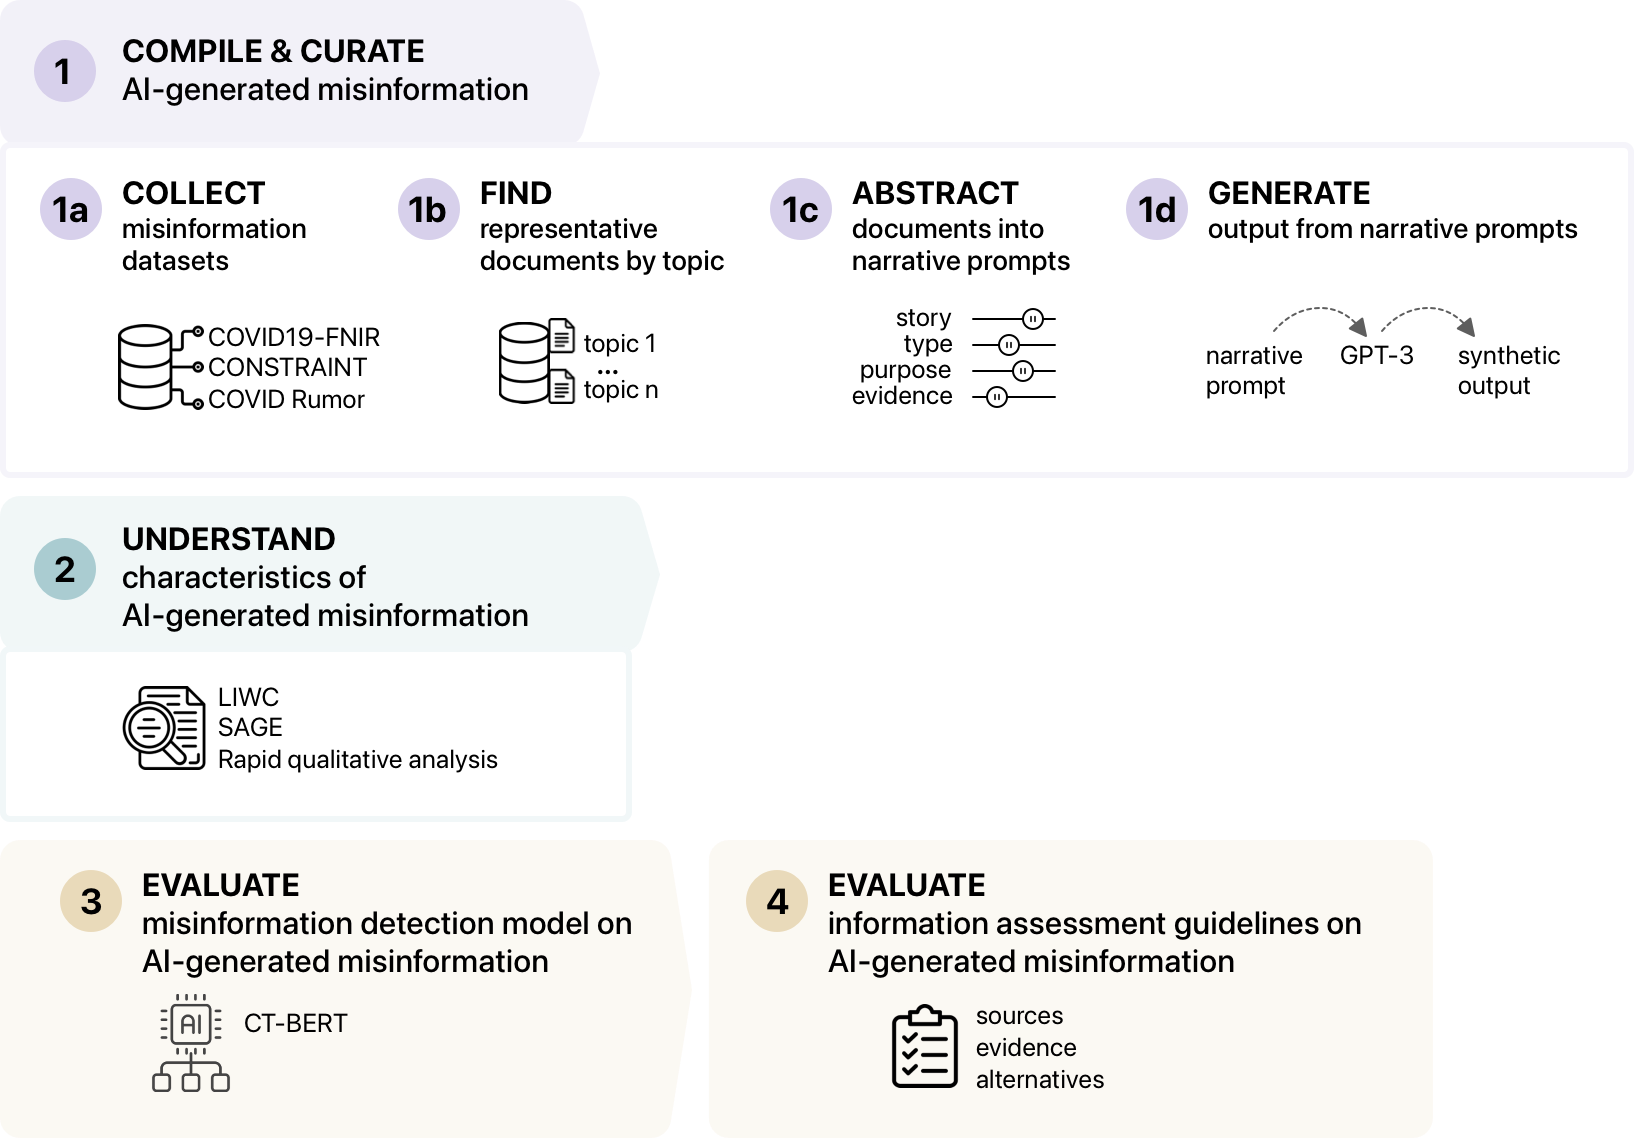 1
COMPILE & CURATE
AI-generated misinformation
1a
COLLECT
misinformation
datasets
COVID19-FNIR
CONSTRAINT
COVID Rumor
1b
FIND
representative
documents by topic
topic 1
...
topic n
1c
ABSTRACT
documents into
narrative prompts
story
type
purpose
evidence
1d
GENERATE
output from narrative prompts
narrative
prompt
GPT-3
synthetic
output
2
UNDERSTAND
characteristics of
AI-generated misinformation
LIWC
SAGE
Rapid qualitative analysis
3
EVALUATE
misinformation detection model on
AI-generated misinformation
AI
CT-BERT
4
EVALUATE
information assessment guidelines on
AI-generated misinformation
sources
evidence
alternatives